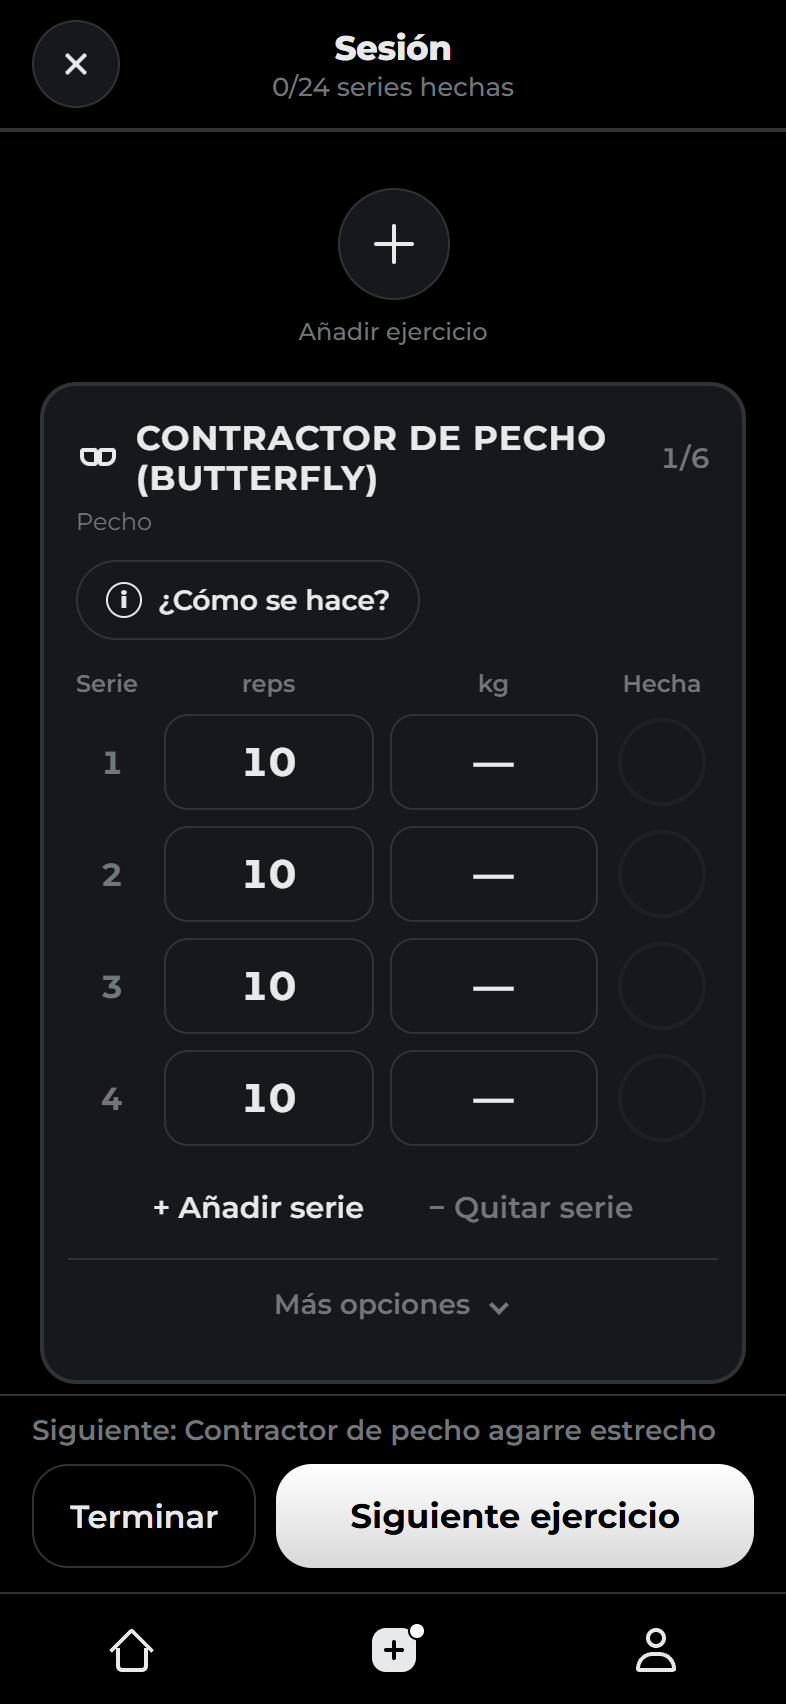 Sesión
0/24 series hechas
Añadir ejercicio
CONTRACTOR DE PECHO
(BUTTERFLY)
1/6
Pecho
¿Cómo se hace?
Serie reps kg Hecha
1 10 —
2 10 —
3 10 —
4 10 —
+ Añadir serie − Quitar serie
Más opciones
Siguiente: Contractor de pecho agarre estrecho
Terminar Siguiente ejercicio